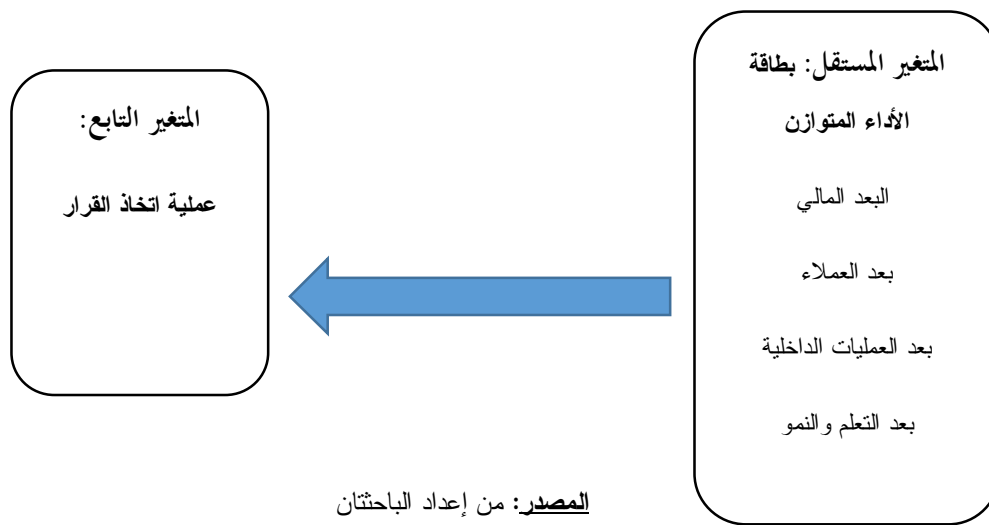 المتغير المستقل: بطاقة
الأداء المتوازن
البعد المالي
بعد العملاء
بعد العمليات الداخلية
بعد التعلم والنمو
المتغير التابع:
عملية اتخاذ القرار
المصدر: من إعداد الباحثتان